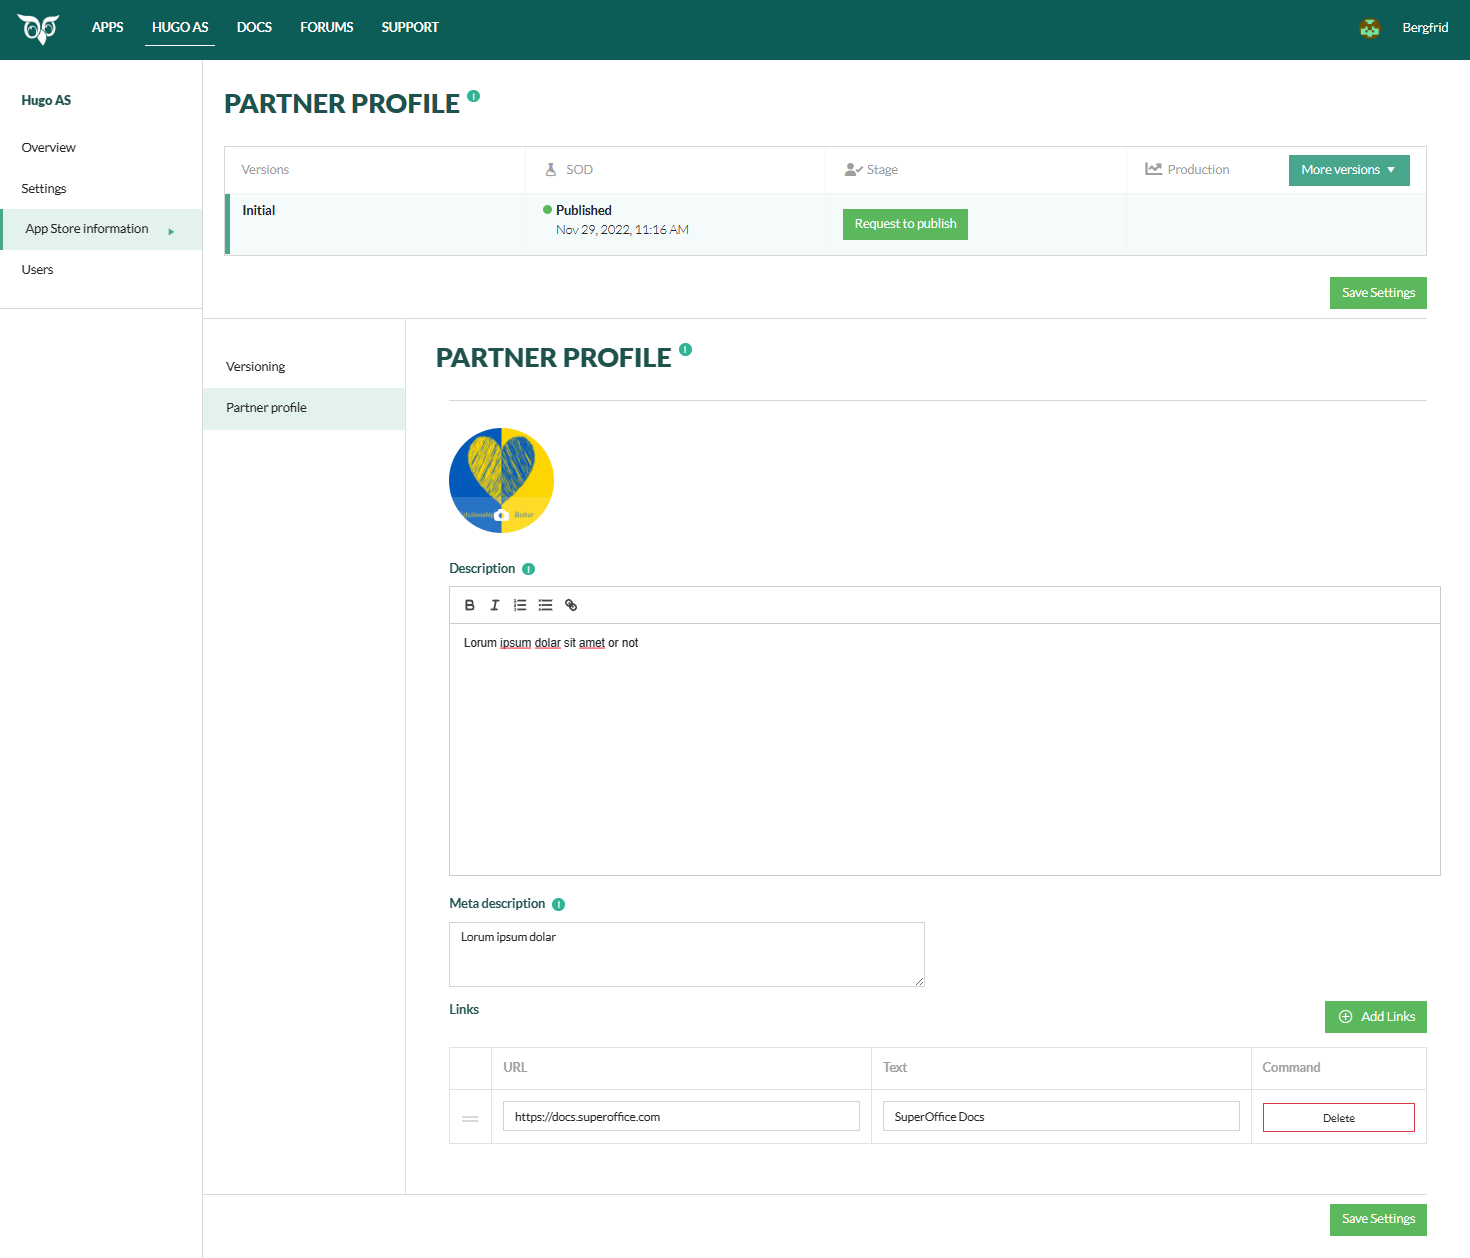 APPS HUGO AS DOCS FORUMS SUPPORT Bergfrid
Hugo AS
Overview
Settings
App Store information
Users
PARTNER PROFILE
Versions SOD Stage Production More versions
Initial Published Request to publish
Nov 29, 2022, 11:16 AM
Save Settings
Versioning
Partner profile
PARTNER PROFILE
Description
Lorum ipsum dolar sit amet or not
Meta description
Lorum ipsum dolar
Links
Add Links
URL Text Command
https://docs.superoffice.com SuperOffice Docs Delete
Save Settings